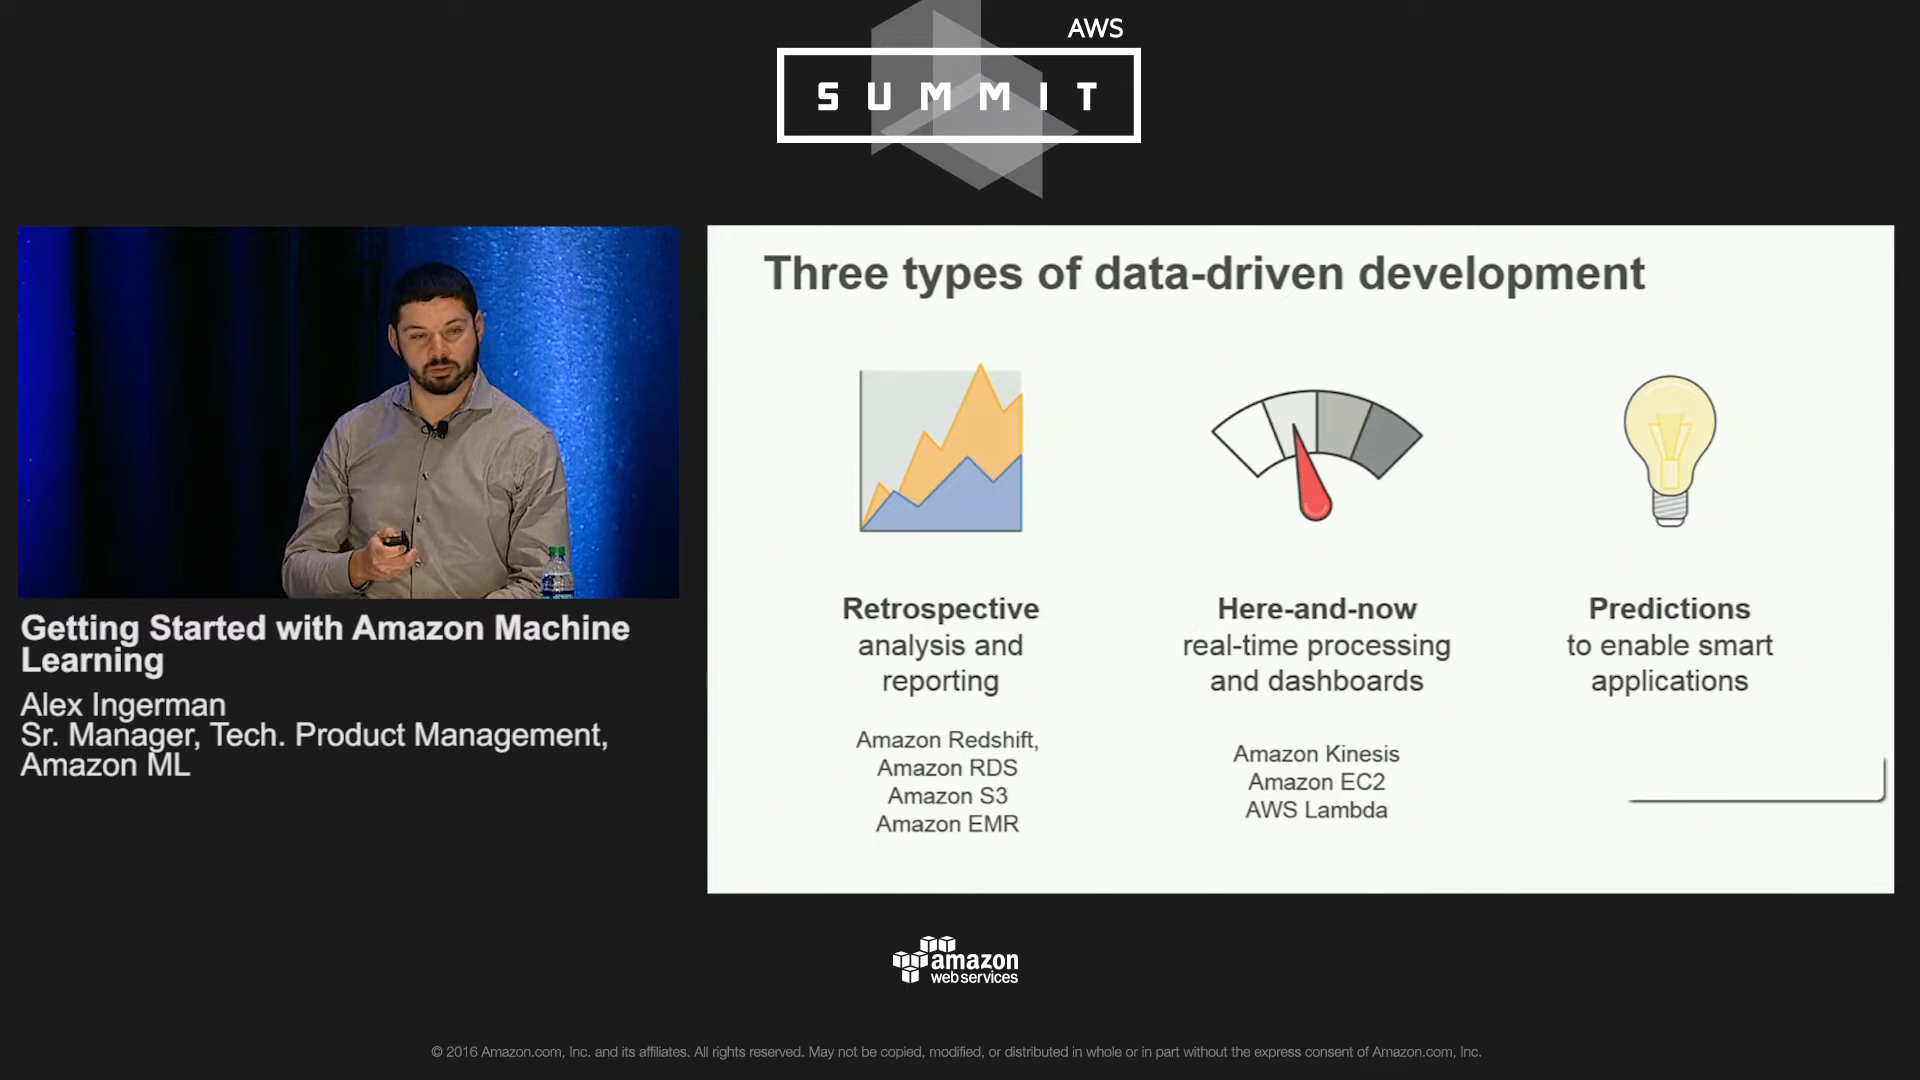 AWS
SUMMIT
Three types of data-driven development
Retrospective
analysis and
reporting
Here-and-now
real-time processing
and dashboards
Predictions
to enable smart
applications
Amazon Redshift,
Amazon RDS
Amazon S3
Amazon EMR
Amazon Kinesis
Amazon EC2
AWS Lambda
Getting Started with Amazon Machine
Learning
Alex Ingerman
Sr. Manager, Tech. Product Management,
Amazon ML
amazon
webservices
© 2016 Amazon.com, Inc. and its affiliates. All rights reserved. May not be copied, modified, or distributed in whole or in part without the express consent of Amazon.com, Inc.